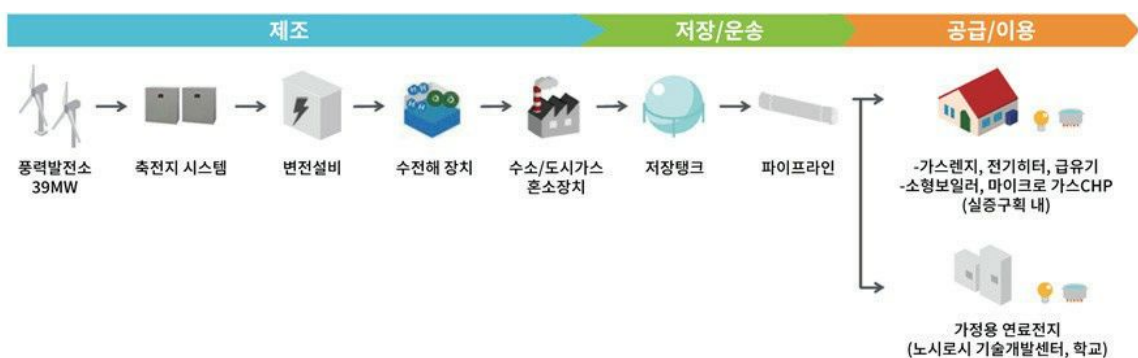 제조
저장/운송
공급/이용
풍력발전소
39MW
축전지 시스템
변전설비
수전해 장치
수소/도시가스
혼소장치
저장탱크
파이프라인
-가스렌지, 전기히터, 급유기
-소형보일러, 마이크로 가스CHP
(실증구획 내)
가정용 연료전지
(노시로시 기술개발센터, 학교)